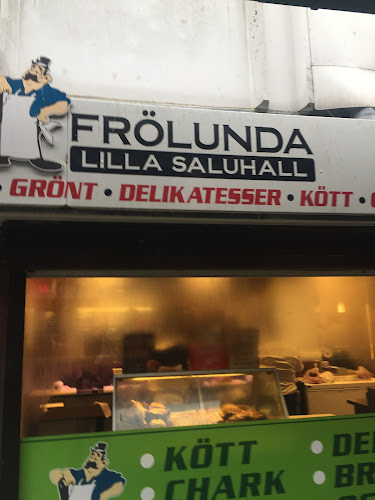 FRÖLUNDA
LILLA SALUHALL
• GRÖNT • DELIKATESSER • KÖTT •
• KÖTT •
• CHARK •